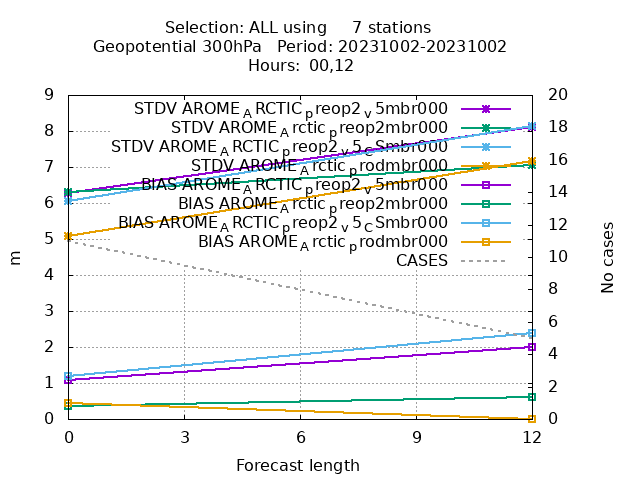 Selection: ALL using 7 stations
Geopotential 300hPa Period: 20231002-20231002
Hours: 00,12
STDV AROME_ARCTIC_preop2_v5mbr000
STDV AROME_Arctic_preop2mbr000
STDV AROME_ARCTIC_preop2_v5_CSmbr000
STDV AROME_Arctic_prodmbr000
BIAS AROME_ARCTIC_preop2_v5mbr000
BIAS AROME_Arctic_preop2mbr000
BIAS AROME_ARCTIC_preop2_v5_CSmbr000
BIAS AROME_Arctic_prodmbr000
CASES
9
8
7
6
5
4
3
2
1
0
m
20
18
16
14
12
10
8
6
4
2
0
No cases
0 3 6 9 12
Forecast length